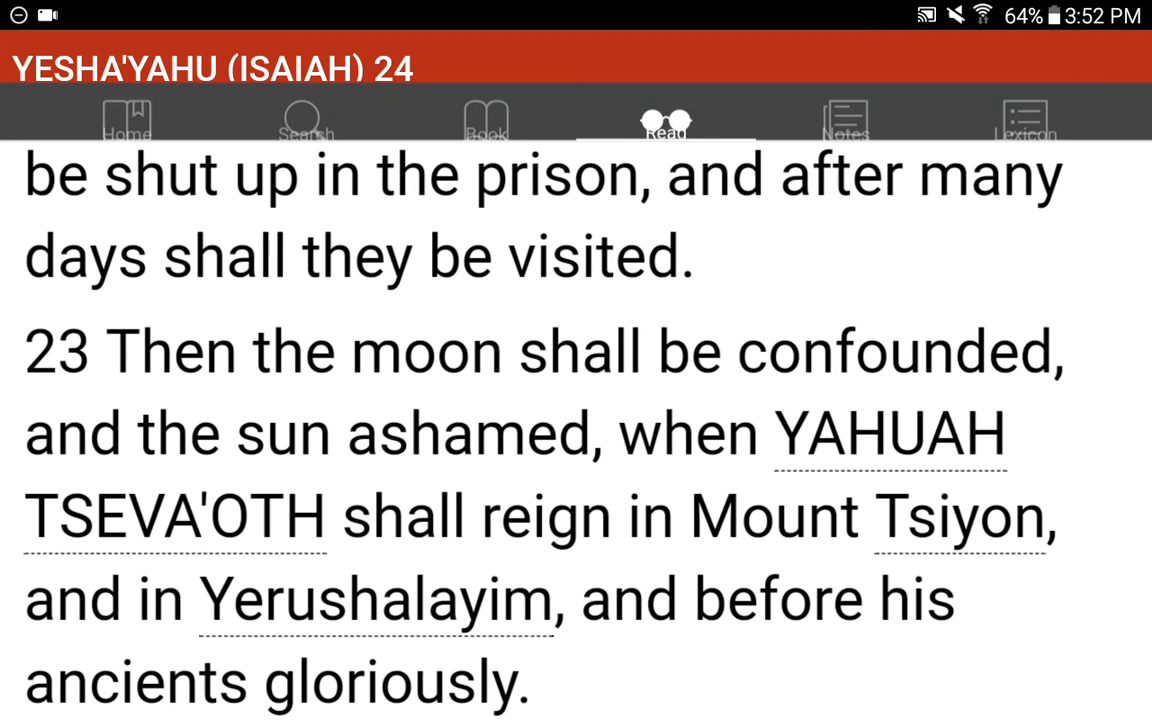 64% 3:52 PM
YESHA'YAHU (ISAIAH) 24
Home Search Book Read Notes Lexicon
be shut up in the prison, and after many
days shall they be visited.
23 Then the moon shall be confounded,
and the sun ashamed, when YAHUAH
TSEVA'OTH shall reign in Mount Tsiyon,
and in Yerushalayim, and before his
ancients gloriously.